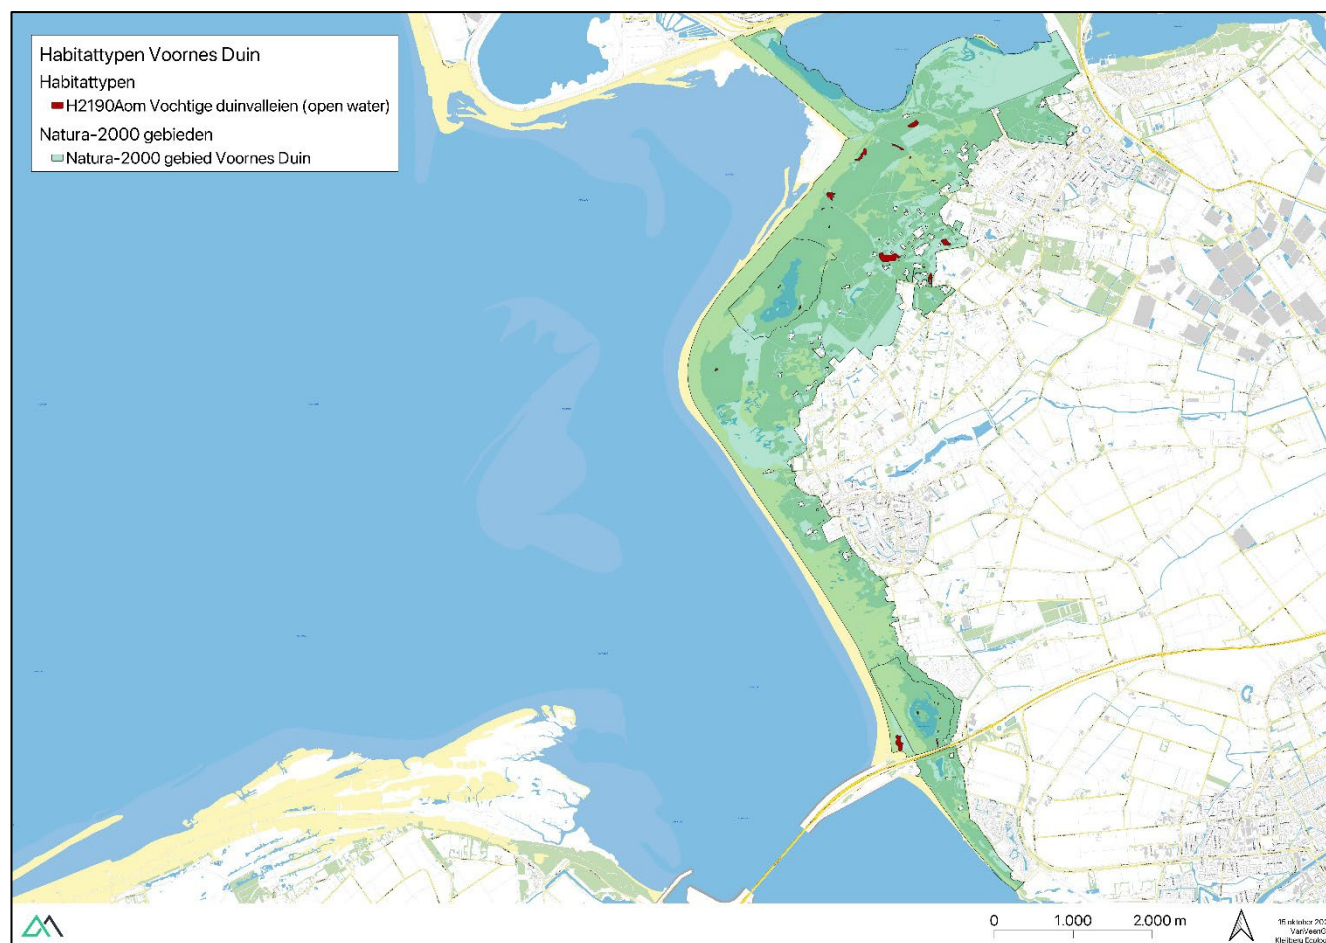 Habitattypen Voornes Duin
Habitattypen
H2190Aom Vochtige duinvalleien (open water)
Natura-2000 gebieden
Natura-2000 gebied Voornes Duin
0 1.000 2.000 m